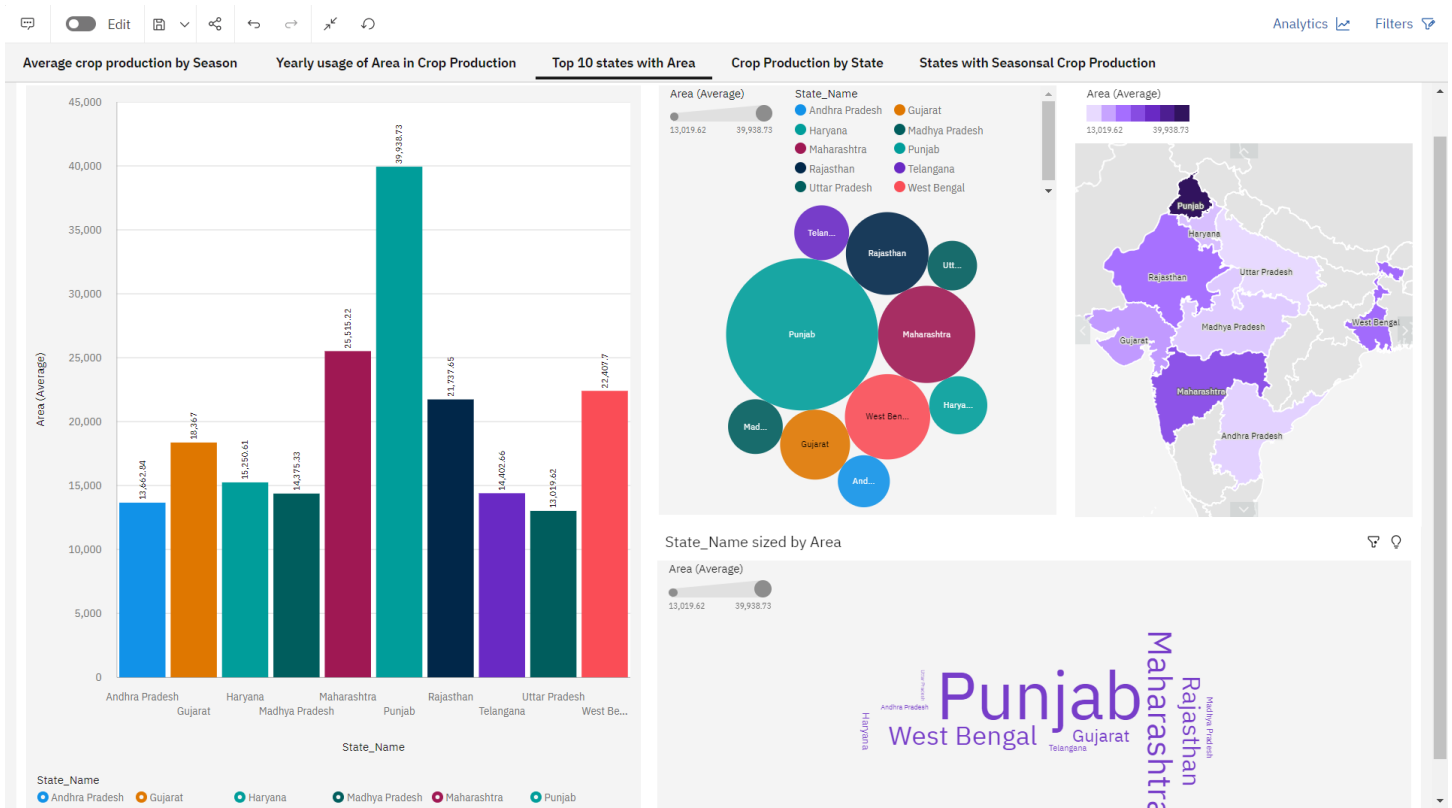 Edit
Analytics
Filters
Average crop production by Season
Yearly usage of Area in Crop Production
Top 10 states with Area
Crop Production by State
States with Seasonsal Crop Production
45,000
40,000
35,000
30,000
25,000
20,000
15,000
10,000
5,000
0
Area (Average)
13,662.84
18,367
15,250.61
14,375.33
25,515.22
39,938.73
21,737.65
14,402.66
13,019.62
22,407.7
Andhra Pradesh
Gujarat
Haryana
Madhya Pradesh
Maharashtra
Punjab
Rajasthan
Telangana
Uttar Pradesh
West Be...
State_Name
State_Name
Andhra Pradesh
Gujarat
Haryana
Madhya Pradesh
Maharashtra
Punjab
Area (Average)
13,019.62
39,938.73
State_Name
Andhra Pradesh
Gujarat
Haryana
Madhya Pradesh
Maharashtra
Punjab
Rajasthan
Telangana
Uttar Pradesh
West Bengal
Telan...
Rajasthan
Utt...
Punjab
Maharashtra
Harya...
West Ben...
Mad...
Gujarat
And...
Area (Average)
13,019.62
39,938.73
Punjab
Haryana
Rajasthan
Uttar Pradesh
West Bengal
Madhya Pradesh
Gujarat
Maharashtra
Andhra Pradesh
State_Name sized by Area
Area (Average)
13,019.62
39,938.73
Uttar Pradesh
Andhra Pradesh
Punjab
Haryana
West Bengal
Gujarat
Telangana
Maharashtra
Rajasthan
Madhya Pradesh